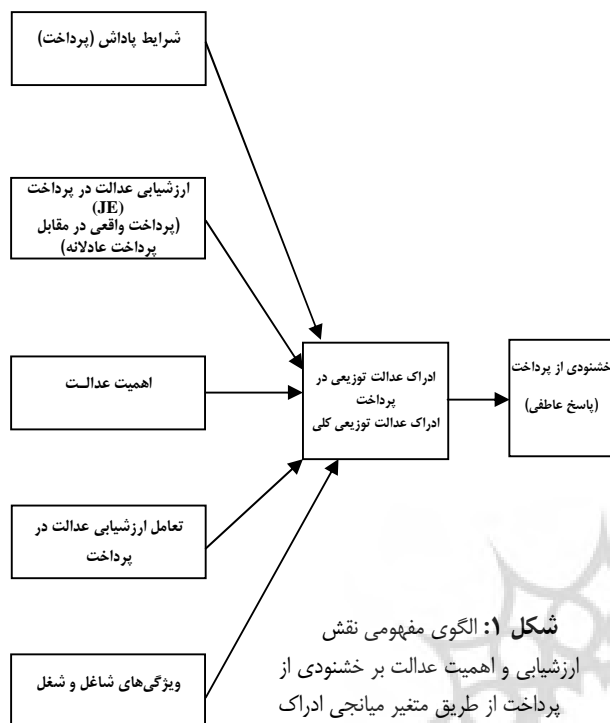 شرایط پاداش (پرداخت)
ارزشیابی عدالت در پرداخت
(JE)
(پرداخت واقعی در مقابل
پرداخت عادلانه)
اهمیت عدالـت
تعامل ارزشیابی عدالت در
پرداخت
ویژگی‌های شاغل و شغل
ادراک عدالت توزیعی در
پرداخت
ادراک عدالت توزیعی کلی
خشنودی از پرداخت
(پاسخ عاطفی)
شکل ۱: الگوی مفهومی نقش
ارزشیابی و اهمیت عدالت بر خشنودی از
پرداخت از طریق متغیر میانجی ادراک